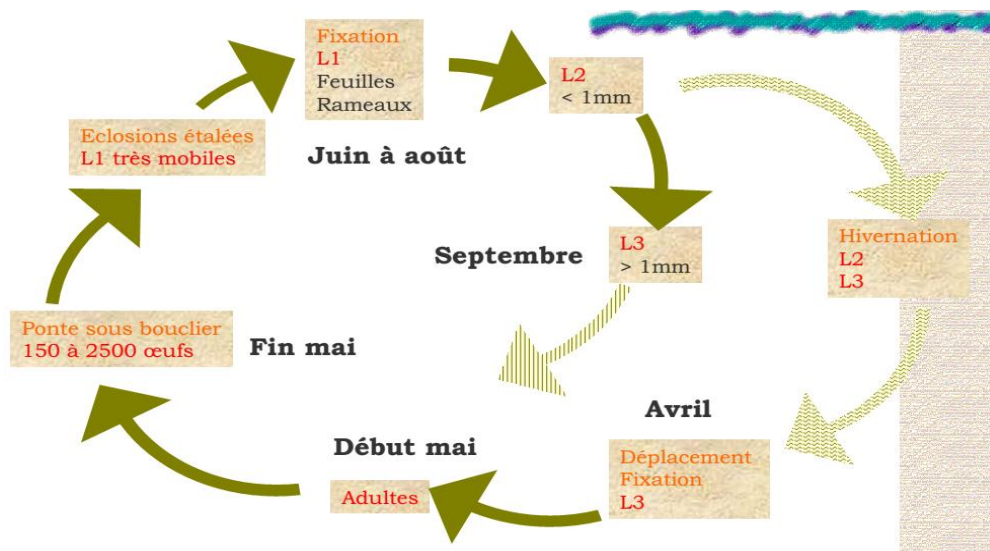 Fixation
L1
Feuilles
Rameaux
L2
< 1mm
Eclosions étalées
L1 très mobiles
Juin à août
Septembre
L3
> 1mm
Hivernation
L2
L3
Ponte sous bouclier
150 à 2500 œufs
Fin mai
Avril
Début mai
Déplacement
Fixation
L3
Adultes